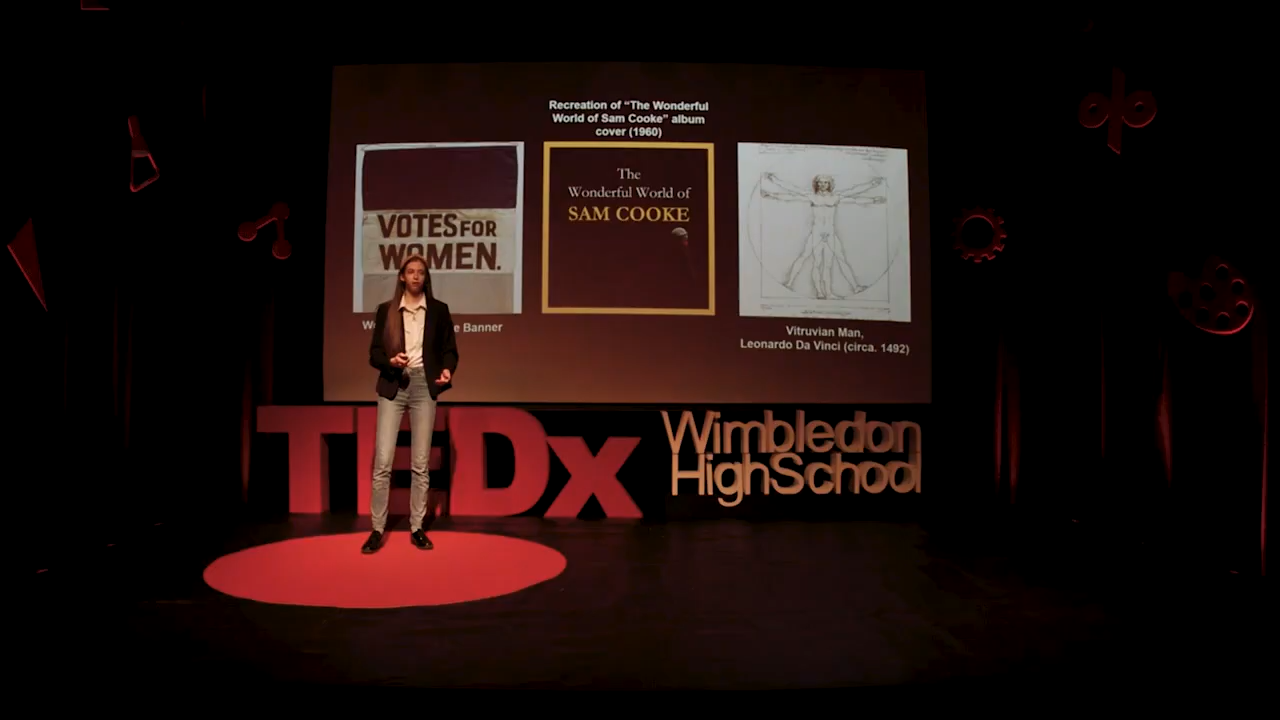 Recreation of “The Wonderful
World of Sam Cooke” album
cover (1960)
VOTES FOR
WOMEN.
The
Wonderful World of
SAM COOKE
Banner
Vitruvian Man,
Leonardo Da Vinci (circa. 1492)
TEDx
Wimbledon
HighSchool